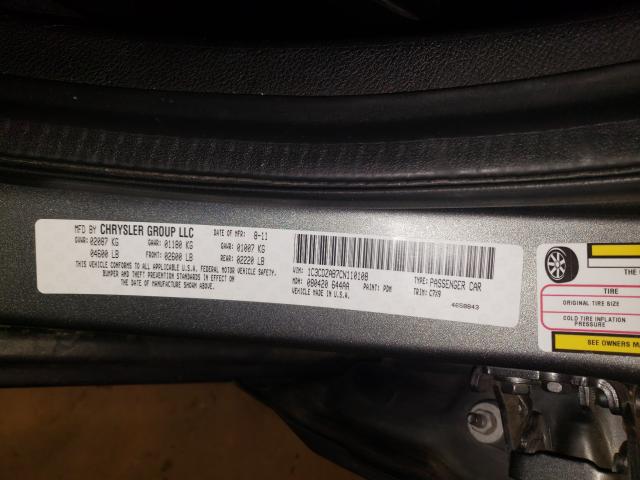 MFD BY CHRYSLER GROUP LLC DATE OF MFR: 8-11
GVWR: 02087 KG GAWR: 01180 KG GAWR: 01007 KG
04600 LB FRONT: 02600 LB REAR: 02220 LB
THIS VEHICLE CONFORMS TO ALL APPLICABLE U.S.A. FEDERAL MOTOR VEHICLE SAFETY,
BUMPER AND THEFT PREVENTION STANDARDS IN EFFECT ON
THE DATE OF MANUFACTURE SHOWN ABOVE.
VIN: 1C3CDZAB7CN110108 TYPE: PASSENGER CAR
MDH: 080420 644AA PAINT: PDM TRIM: C7X9
VEHICLE MADE IN U.S.A. 4658843
TIRE
ORIGINAL TIRE SIZE
COLD TIRE INFLATION
PRESSURE
SEE OWNERS